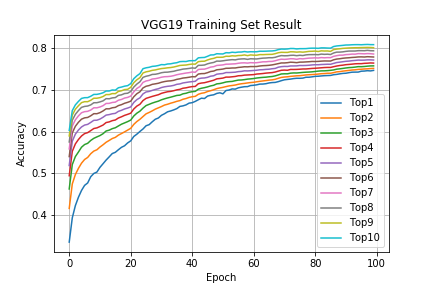 VGG19 Training Set Result
Accuracy
0.8
0.7
0.6
0.5
0.4
0
20
40
60
80
100
Epoch
Top1
Top2
Top3
Top4
Top5
Top6
Top7
Top8
Top9
Top10